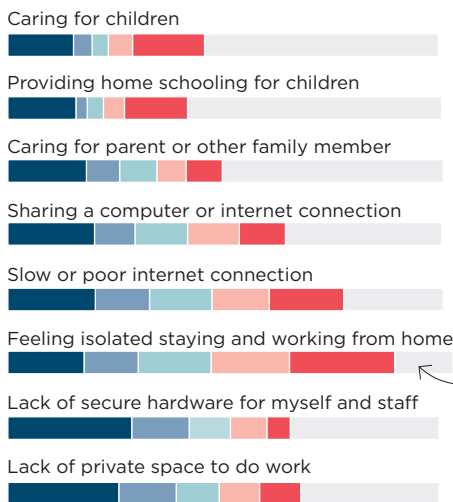 Caring for children
Providing home schooling for children
Caring for parent or other family member
Sharing a computer or internet connection
Slow or poor internet connection
Feeling isolated staying and working from home
Lack of secure hardware for myself and staff
Lack of private space to do work